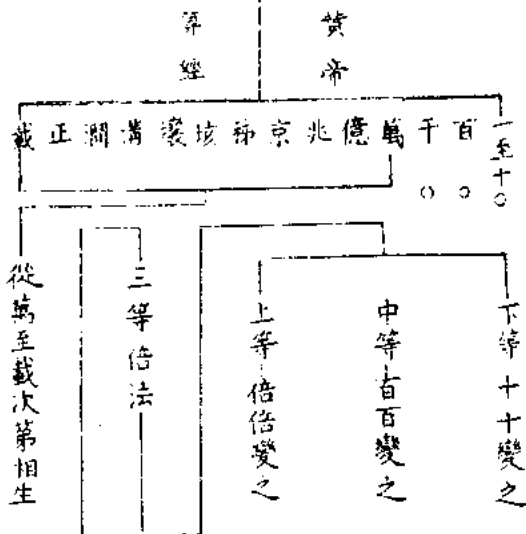 黄帝
筭經
一至十○
百○
千○
萬
億
兆
京
秭
垓
壤
溝
澗
正
載
下等十十變之
中等百百變之
上等倍倍變之
三等倍法
從萬至載次第相生